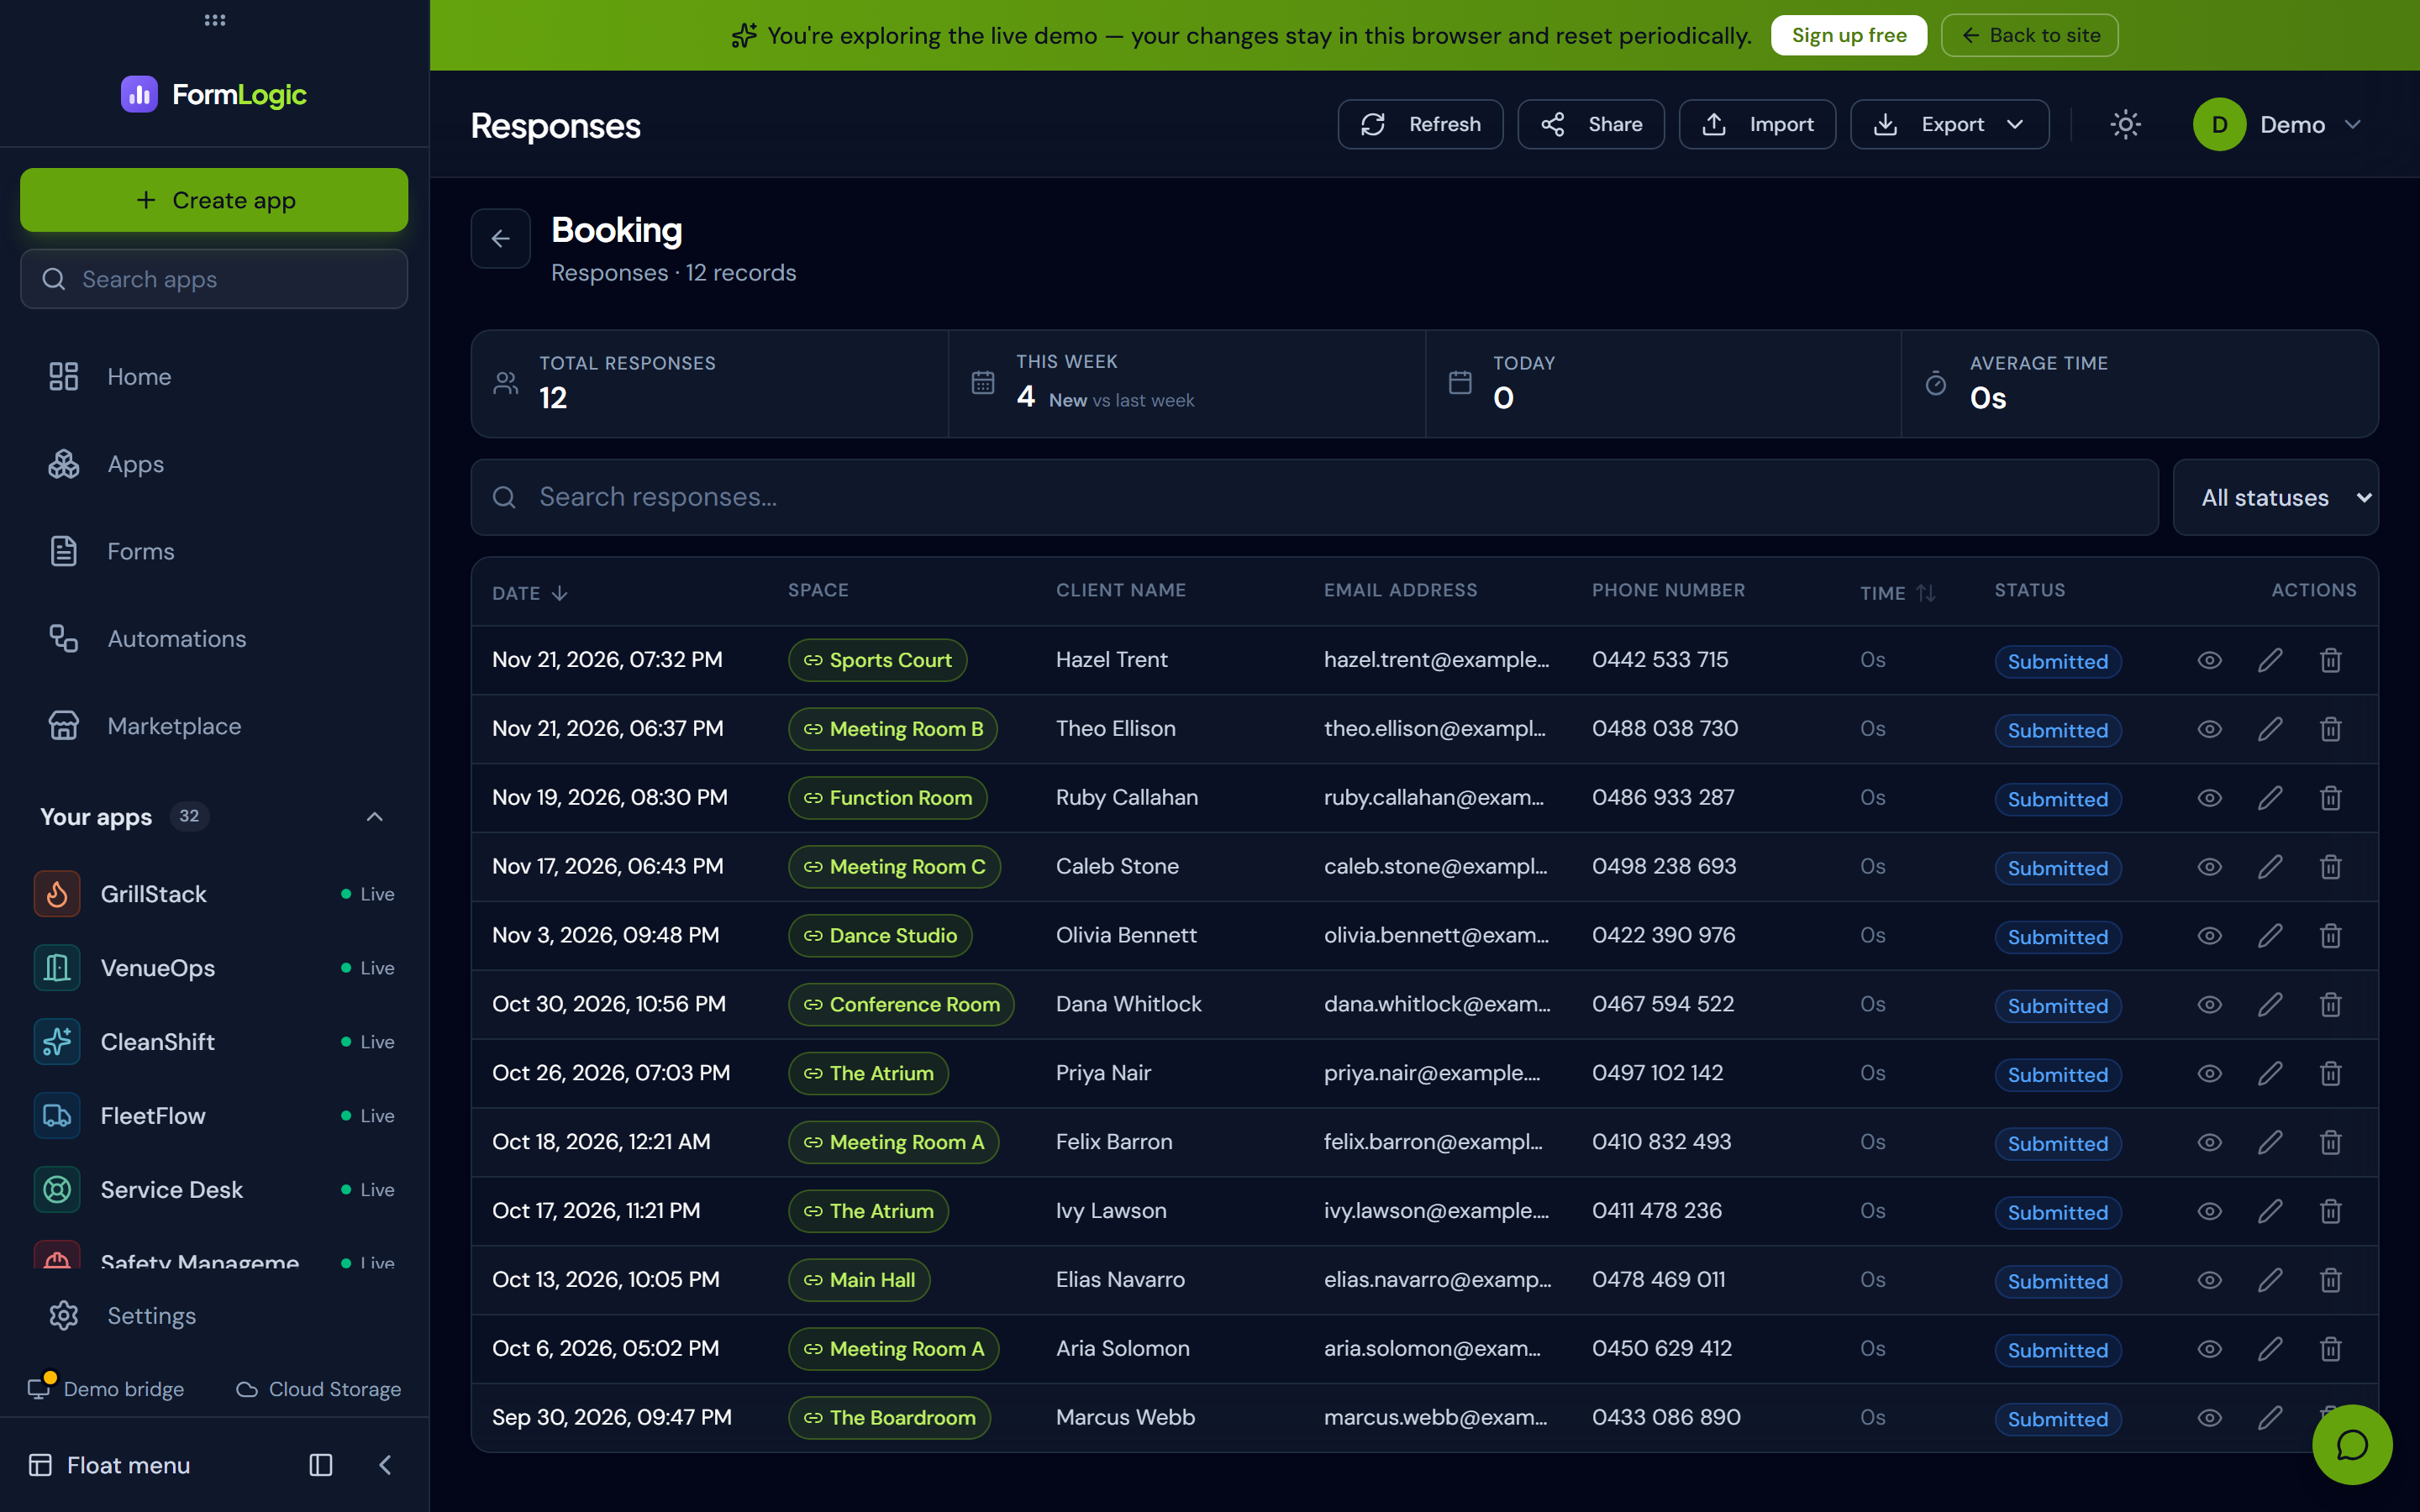 You're exploring the live demo — your changes stay in this browser and reset periodically. Sign up free Back to site
FormLogic
Create app
Search apps
Home
Apps
Forms
Automations
Marketplace
Your apps 32
GrillStack Live
VenueOps Live
CleanShift Live
FleetFlow Live
Service Desk Live
Safety Manageme Live
Settings
Demo bridge Cloud Storage
Float menu
Responses Refresh Share Import Export D Demo
Booking
Responses · 12 records
TOTAL RESPONSES
12
THIS WEEK
4 New vs last week
TODAY
0
AVERAGE TIME
0s
Search responses... All statuses
DATE SPACE CLIENT NAME EMAIL ADDRESS PHONE NUMBER TIME STATUS ACTIONS
Nov 21, 2026, 07:32 PM Sports Court Hazel Trent hazel.trent@example... 0442 533 715 0s Submitted
Nov 21, 2026, 06:37 PM Meeting Room B Theo Ellison theo.ellison@exampl... 0488 038 730 0s Submitted
Nov 19, 2026, 08:30 PM Function Room Ruby Callahan ruby.callahan@exam... 0486 933 287 0s Submitted
Nov 17, 2026, 06:43 PM Meeting Room C Caleb Stone caleb.stone@exampl... 0498 238 693 0s Submitted
Nov 3, 2026, 09:48 PM Dance Studio Olivia Bennett olivia.bennett@exam... 0422 390 976 0s Submitted
Oct 30, 2026, 10:56 PM Conference Room Dana Whitlock dana.whitlock@exam... 0467 594 522 0s Submitted
Oct 26, 2026, 07:03 PM The Atrium Priya Nair priya.nair@example.... 0497 102 142 0s Submitted
Oct 18, 2026, 12:21 AM Meeting Room A Felix Barron felix.barron@exampl... 0410 832 493 0s Submitted
Oct 17, 2026, 11:21 PM The Atrium Ivy Lawson ivy.lawson@example.... 0411 478 236 0s Submitted
Oct 13, 2026, 10:05 PM Main Hall Elias Navarro elias.navarro@examp... 0478 469 011 0s Submitted
Oct 6, 2026, 05:02 PM Meeting Room A Aria Solomon aria.solomon@exam... 0450 629 412 0s Submitted
Sep 30, 2026, 09:47 PM The Boardroom Marcus Webb marcus.webb@exam... 0433 086 890 0s Submitted